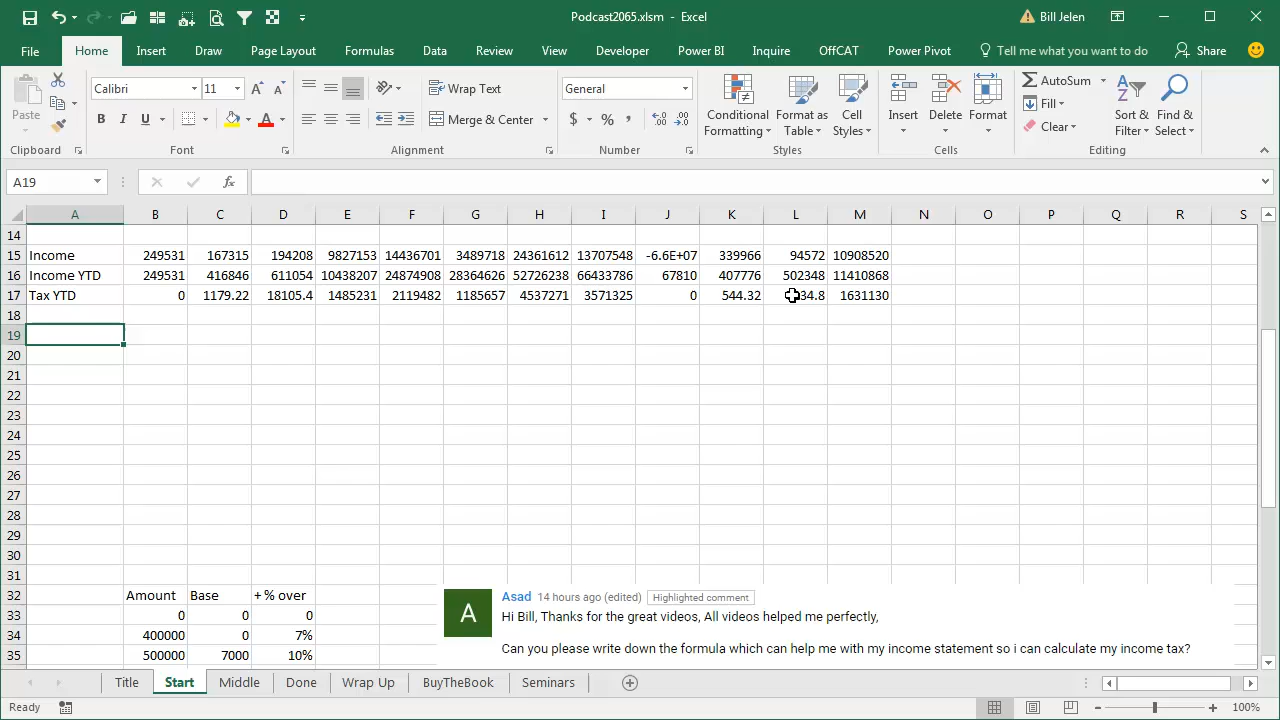 Podcast2065.xlsm - Excel
Bill Jelen
File Home Insert Draw Page Layout Formulas Data Review View Developer Power BI Inquire OffCAT Power Pivot Tell me what you want to do Share
Paste
Clipboard
Calibri 11
B I U A
Font
Wrap Text
Merge & Center
Alignment
General
$ % ,
Number
Conditional Formatting
Format as Table
Cell Styles
Styles
Insert Delete Format
Cells
AutoSum
Fill
Clear
Sort & Filter
Find & Select
Editing
A19 fx
A B C D E F G H I J K L M N O P Q R S
14
15 Income 249531 167315 194208 9827153 14436701 3489718 24361612 13707548 -6.6E+07 339966 94572 10908520
16 Income YTD 249531 416846 611054 10438207 24874908 28364626 52726238 66433786 67810 407776 502348 11410868
17 Tax YTD 0 1179.22 18105.4 1485231 2119482 1185657 4537271 3571325 0 544.32 34.8 1631130
18
19
20
21
22
23
24
25
26
27
28
29
30
31
32 Amount Base + % over
33 0 0 0
34 400000 0 7%
35 500000 7000 10%
A
Asad 14 hours ago (edited) Highlighted comment
Hi Bill, Thanks for the great videos, All videos helped me perfectly,
Can you please write down the formula which can help me with my income statement so i can calculate my income tax?
Title Start Middle Done Wrap Up BuyTheBook Seminars
Ready 100%